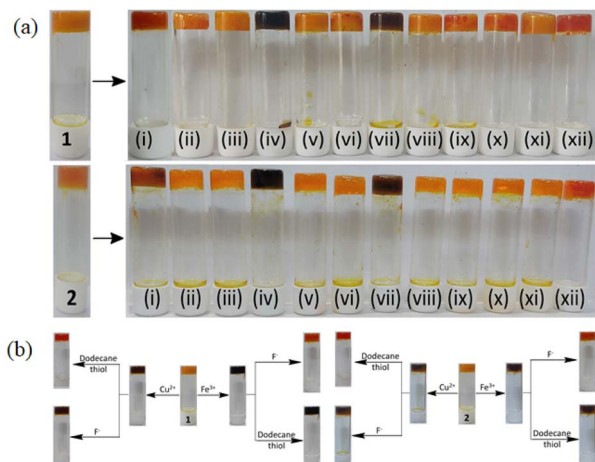 (a)
1
(i) (ii) (iii) (iv) (v) (vi) (vii) (viii) (ix) (x) (xi) (xii)
2
(i) (ii) (iii) (iv) (v) (vi) (vii) (viii) (ix) (x) (xi) (xii)
(b)
Dodecane
thiol
Cu²⁺
Fe³⁺
F⁻
1
F⁻
Dodecane
thiol
Dodecane
thiol
Cu²⁺
Fe³⁺
F⁻
2
F⁻
Dodecane
thiol